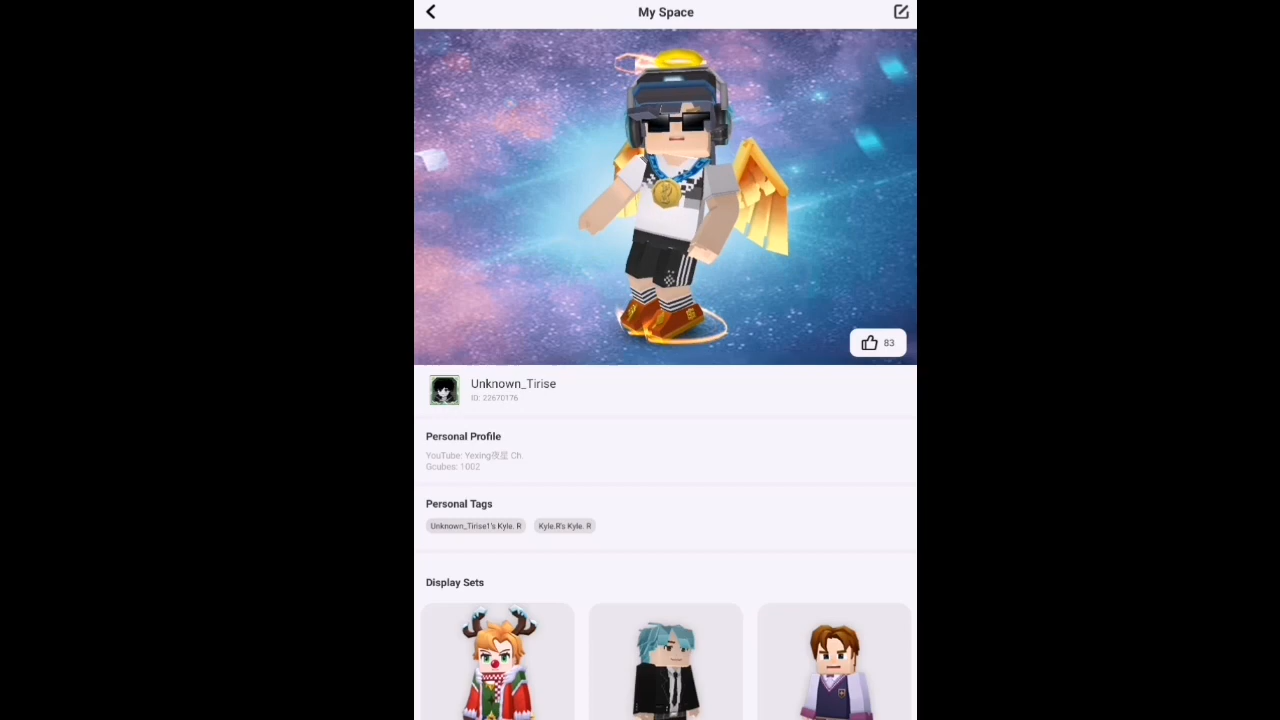 My Space
83
Unknown_Tirise
ID: 22670176
Personal Profile
YouTube: Yexing夜星 Ch.
Gcubes: 1002
Personal Tags
Unknown_Tirise1's Kyle. R
Kyle.R's Kyle. R
Display Sets